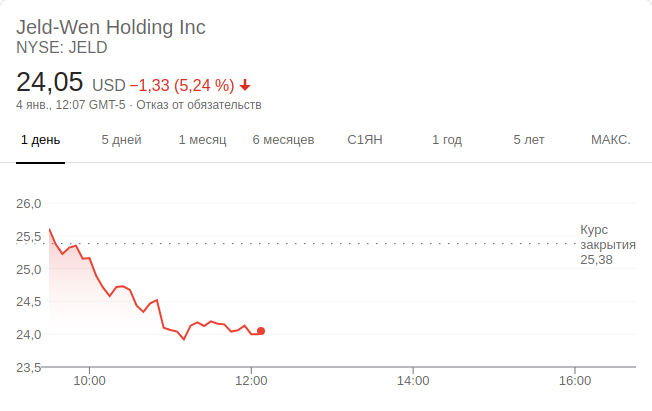 Jeld-Wen Holding Inc
NYSE: JELD
24,05 USD −1,33 (5,24 %)
4 янв., 12:07 GMT-5 · Отказ от обязательств
1 день 5 дней 1 месяц 6 месяцев С1ЯН 1 год 5 лет МАКС.
26,0
25,5
25,0
24,5
24,0
23,5
Курс
закрытия
25,38
10:00 12:00 14:00 16:00